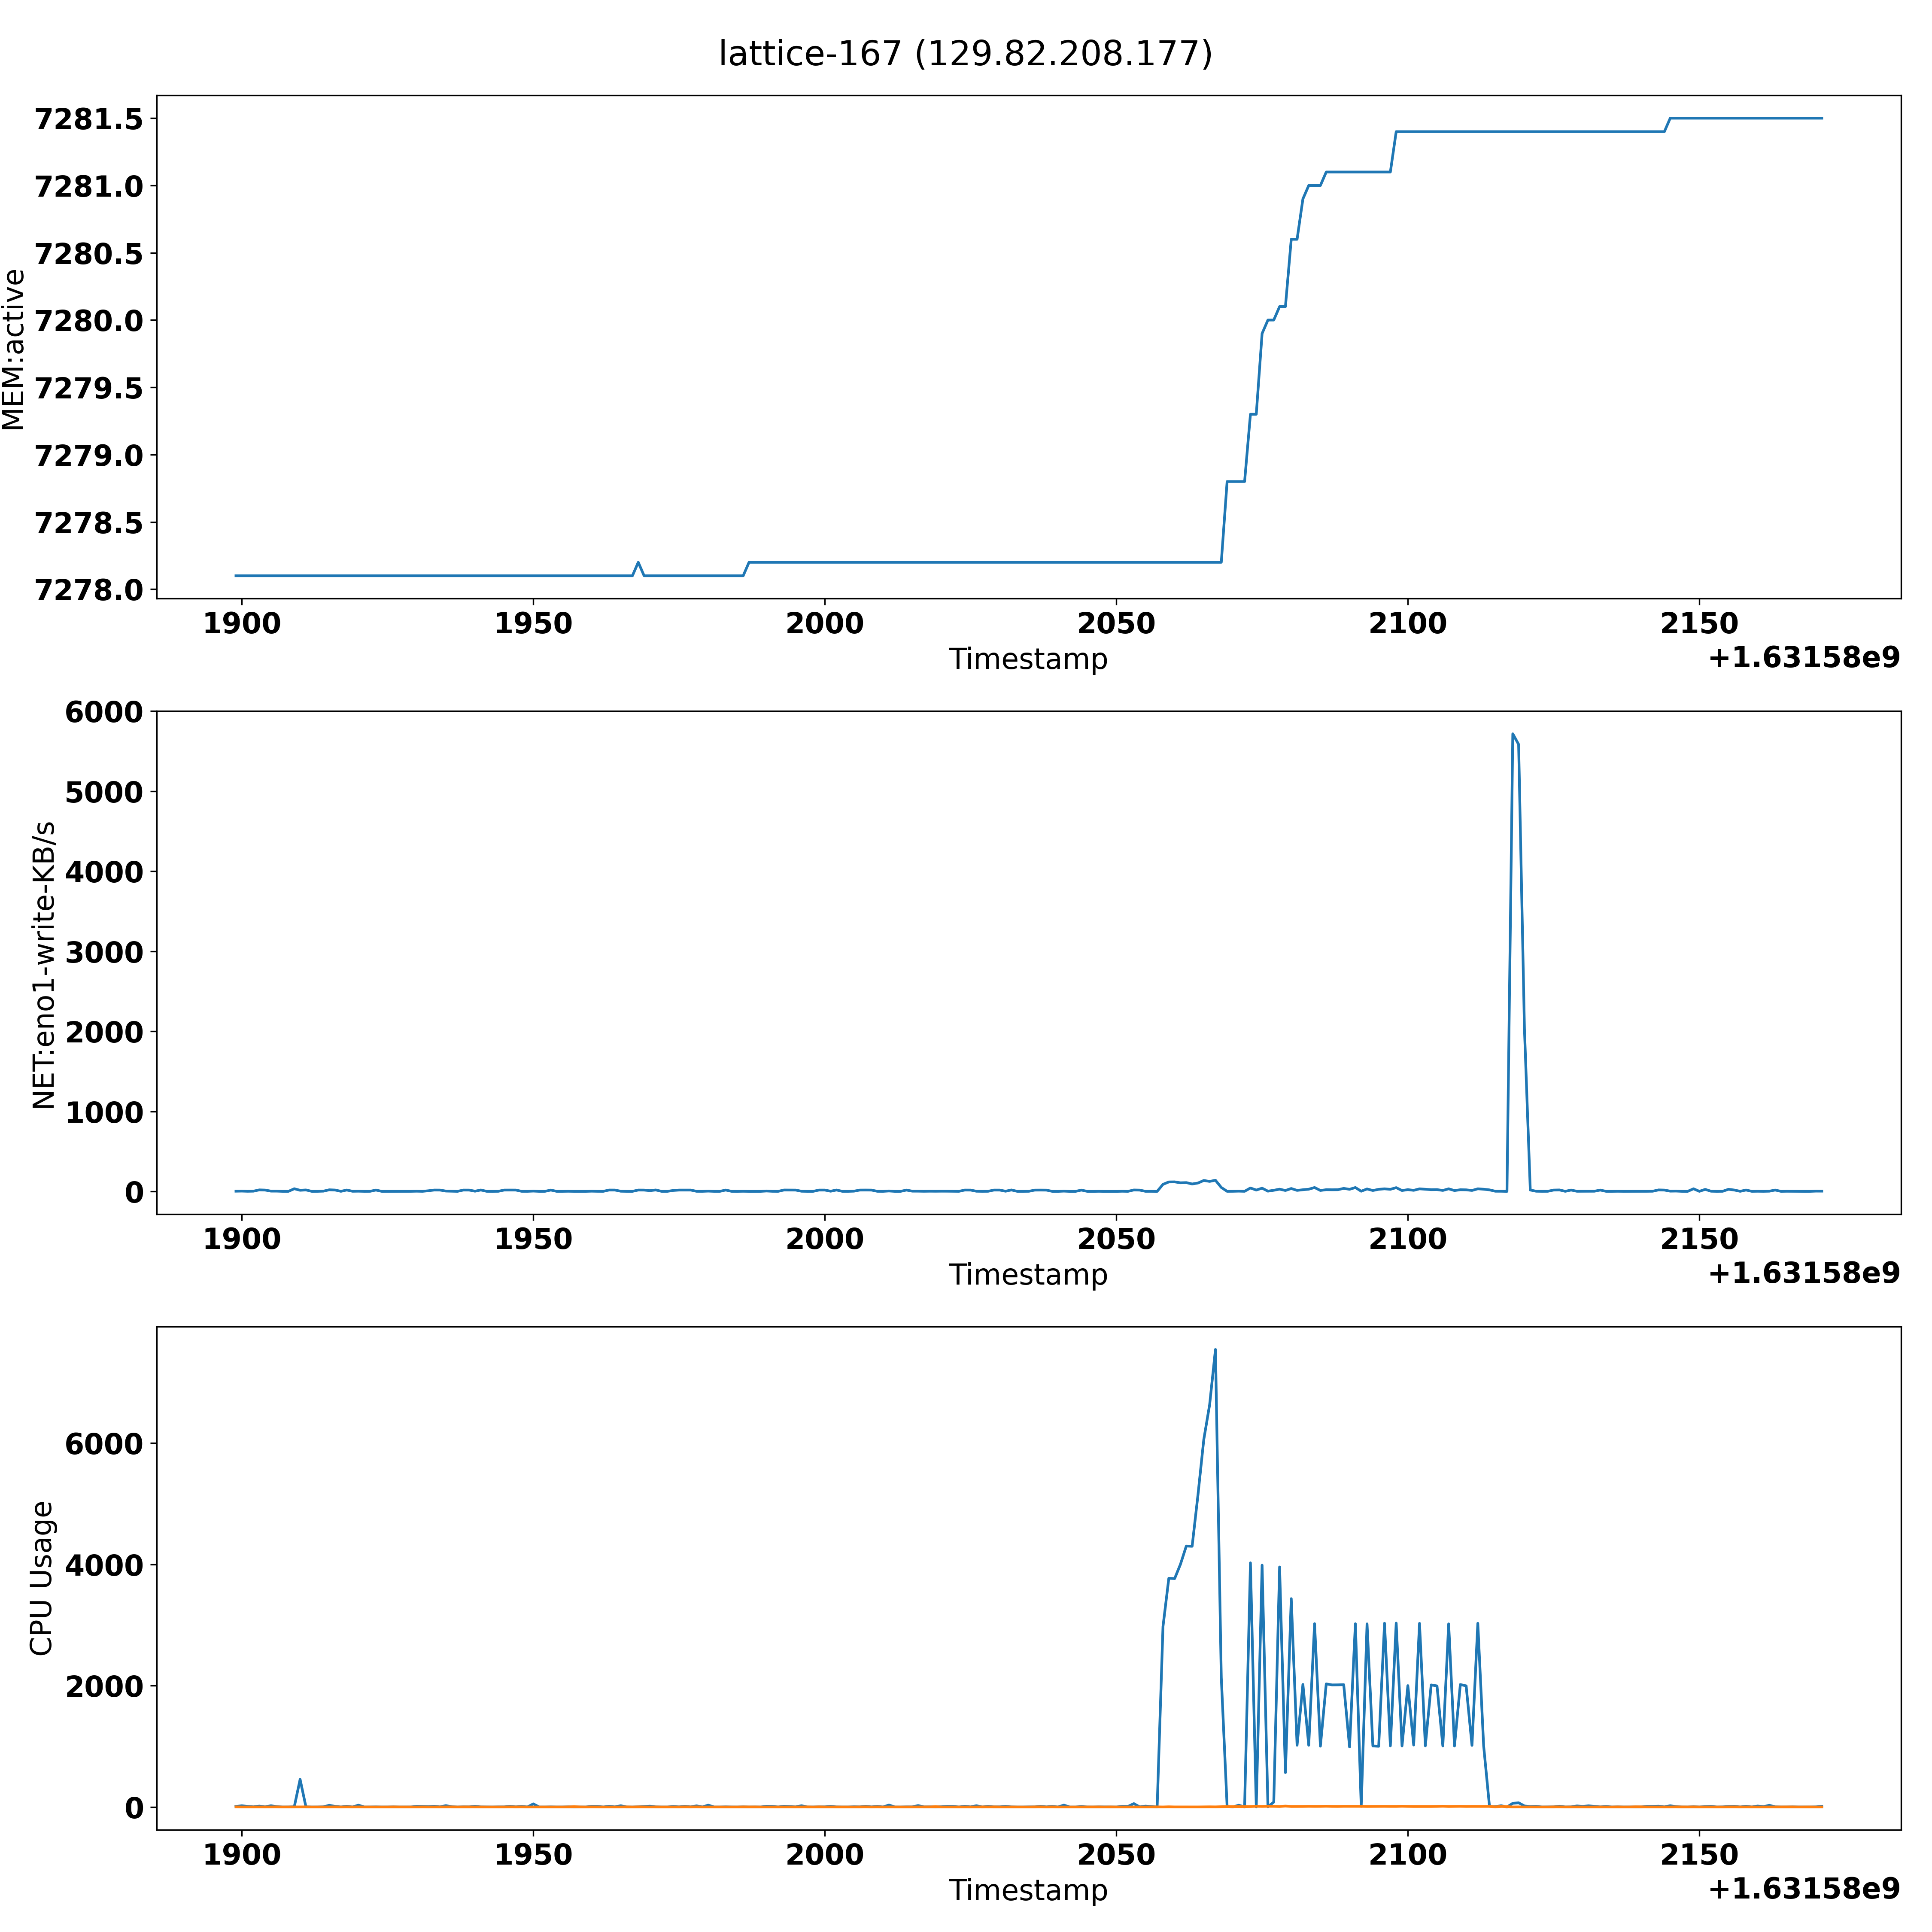 lattice-167 (129.82.208.177)
7281.5
7281.0
7280.5
7280.0
7279.5
7279.0
7278.5
7278.0
MEM:active
1900 1950 2000 2050 2100 2150
Timestamp
+1.63158e9
6000
5000
4000
3000
2000
1000
0
NET:eno1-write-KB/s
1900 1950 2000 2050 2100 2150
Timestamp
+1.63158e9
6000
4000
2000
0
CPU Usage
1900 1950 2000 2050 2100 2150
Timestamp
+1.63158e9